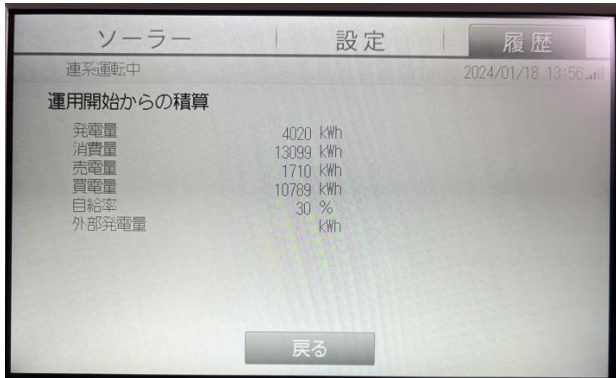 ソーラー 設定 履歴
連系運転中 2024/01/18 13:56
運用開始からの積算
発電量 4020 kWh
消費量 13099 kWh
売電量 1710 kWh
買電量 10789 kWh
自給率 30 %
外部発電量 kWh
戻る